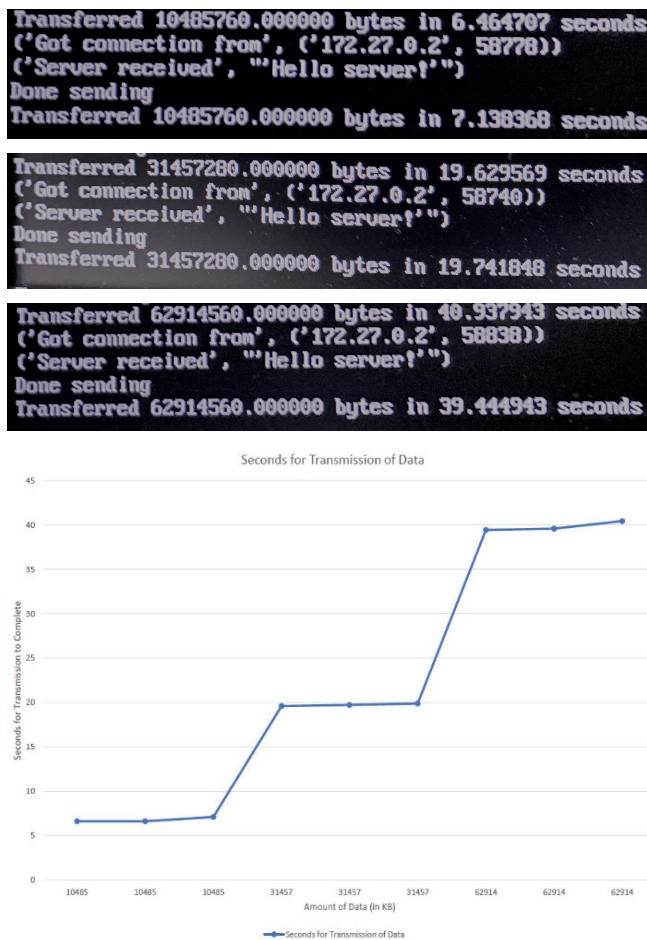 Transferred 10485760.000000 bytes in 6.464707 seconds
('Got connection from', ('172.27.0.2', 58778))
('Server received', "'Hello server!'")
Done sending
Transferred 10485760.000000 bytes in 7.138368 seconds
Transferred 31457280.000000 bytes in 19.629569 seconds
('Got connection from', ('172.27.0.2', 58740))
('Server received', "'Hello server!'")
Done sending
Transferred 31457280.000000 bytes in 19.741848 seconds
Transferred 62914560.000000 bytes in 40.937943 seconds
('Got connection from', ('172.27.0.2', 58838))
('Server received', "'Hello server!'")
Done sending
Transferred 62914560.000000 bytes in 39.444943 seconds
Seconds for Transmission of Data
45
40
35
30
25
20
15
10
5
0
Seconds for Transmission to Complete
10485 10485 10485 31457 31457 31457 62914 62914 62914
Amount of Data (in KB)
Seconds for Transmission of Data